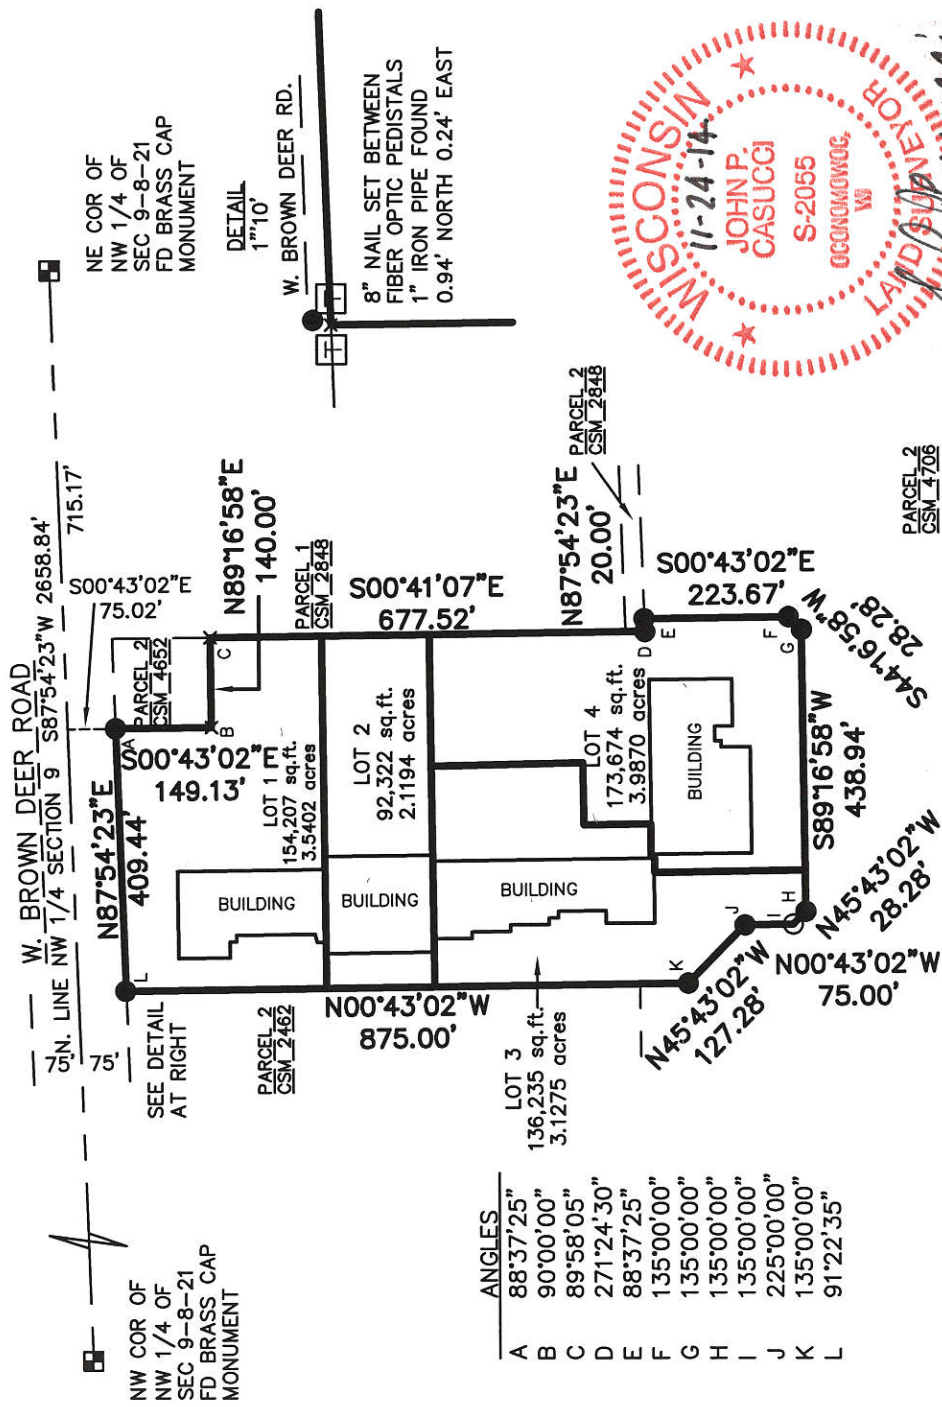 NE COR OF
NW 1/4 OF
SEC 9-8-21
FD BRASS CAP
MONUMENT
DETAIL
1"":10'
W. BROWN DEER RD.
T
T
8" NAIL SET BETWEEN
FIBER OPTIC PEDISTALS
1" IRON PIPE FOUND
0.94' NORTH 0.24' EAST
WISCONSIN
11-24-14.
JOHN P.
CASUCCI
S-2055
OCONOMOWOC,
WI
LAND SURVEYOR
W. BROWN DEER ROAD
N. LINE NW 1/4 SECTION 9 S87°54'23"W 2658.84'
715.17'
75'
75'
S00°43'02"E
75.02'
N87°54'23"E
409.44'
PARCEL 2
CSM 4652
A
B
C
S00°43'02"E
149.13'
N89°16'58"E
140.00'
PARCEL 1
CSM 2848
S00°41'07"E
677.52'
N87°54'23"E
20.00'
PARCEL 2
CSM 2848
D
E
F
G
S00°43'02"E
223.67'
S44°16'58"W
28.28'
PARCEL 2
CSM 4706
S89°16'58"W
438.94'
N45°43'02"W
28.28'
N00°43'02"W
75.00'
N45°43'02"W
127.28'
H
I
J
K
L
N00°43'02"W
875.00'
PARCEL 2
CSM 2462
SEE DETAIL
AT RIGHT
LOT 1
154,207 sq.ft.
3.5402 acres
LOT 2
92,322 sq.ft.
2.1194 acres
LOT 4
173,674 sq.ft.
3.9870 acres
LOT 3
136,235 sq.ft.
3.1275 acres
BUILDING
BUILDING
BUILDING
BUILDING
NW COR OF
NW 1/4 OF
SEC 9-8-21
FD BRASS CAP
MONUMENT
ANGLES
A 88°37'25"
B 90°00'00"
C 89°58'05"
D 271°24'30"
E 88°37'25"
F 135°00'00"
G 135°00'00"
H 135°00'00"
I 135°00'00"
J 225°00'00"
K 135°00'00"
L 91°22'35"